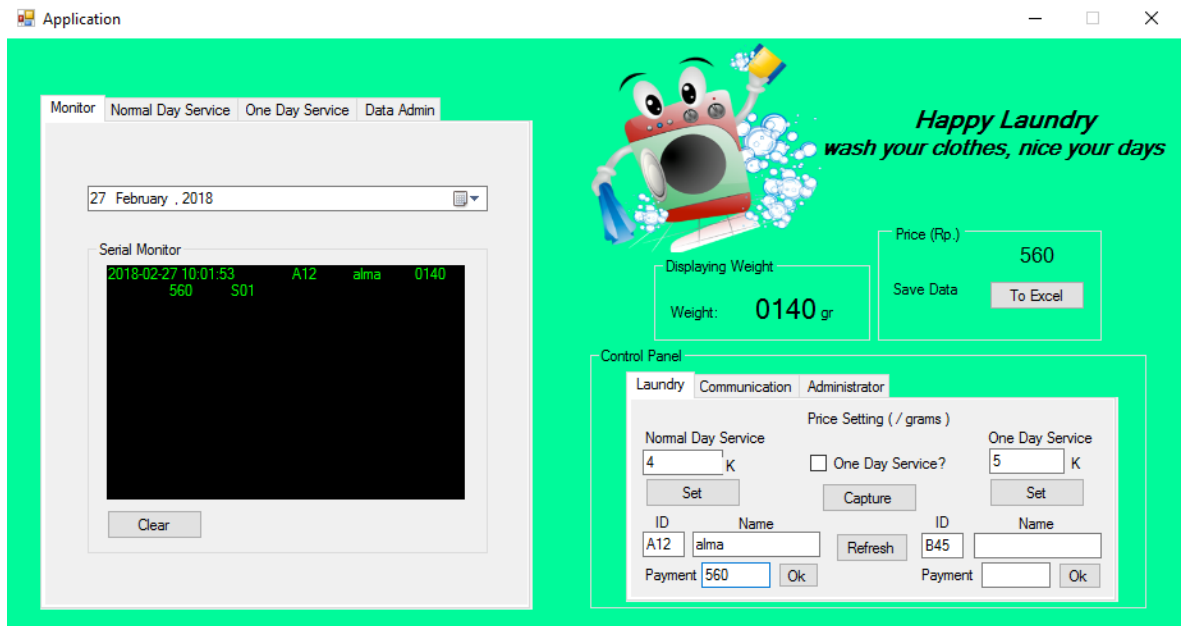 Application
Monitor Normal Day Service One Day Service Data Admin
27 February , 2018
Serial Monitor
2018-02-27 10:01:53 A12 alma 0140
560 S01
Clear
Happy Laundry
wash your clothes, nice your days
Displaying Weight
Weight: 0140 gr
Price (Rp.)
560
Save Data To Excel
Control Panel
Laundry Communication Administrator
Price Setting ( / grams )
Normal Day Service One Day Service
4 K One Day Service? 5 K
Set Capture Set
ID Name ID Name
A12 alma Refresh B45
Payment 560 Ok Payment Ok